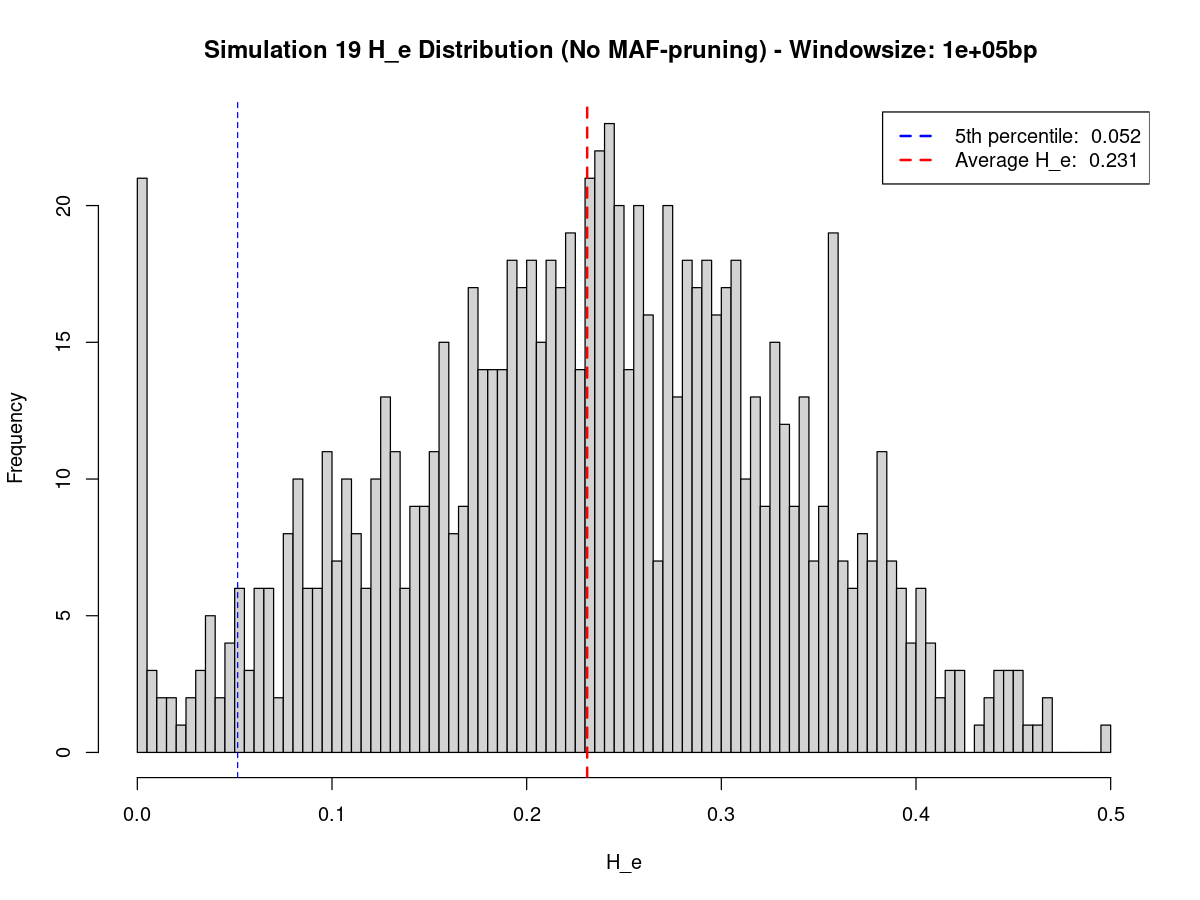 Simulation 19 H_e Distribution (No MAF-pruning) - Windowsize: 1e+05bp
5th percentile:  0.052
Average H_e:  0.231
Frequency
20
15
10
5
0
0.0 0.1 0.2 0.3 0.4 0.5
H_e